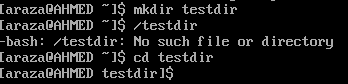 [araza@AHMED ~]$ mkdir testdir
[araza@AHMED ~]$ /testdir
-bash: /testdir: No such file or directory
[araza@AHMED ~]$ cd testdir
[araza@AHMED testdir]$